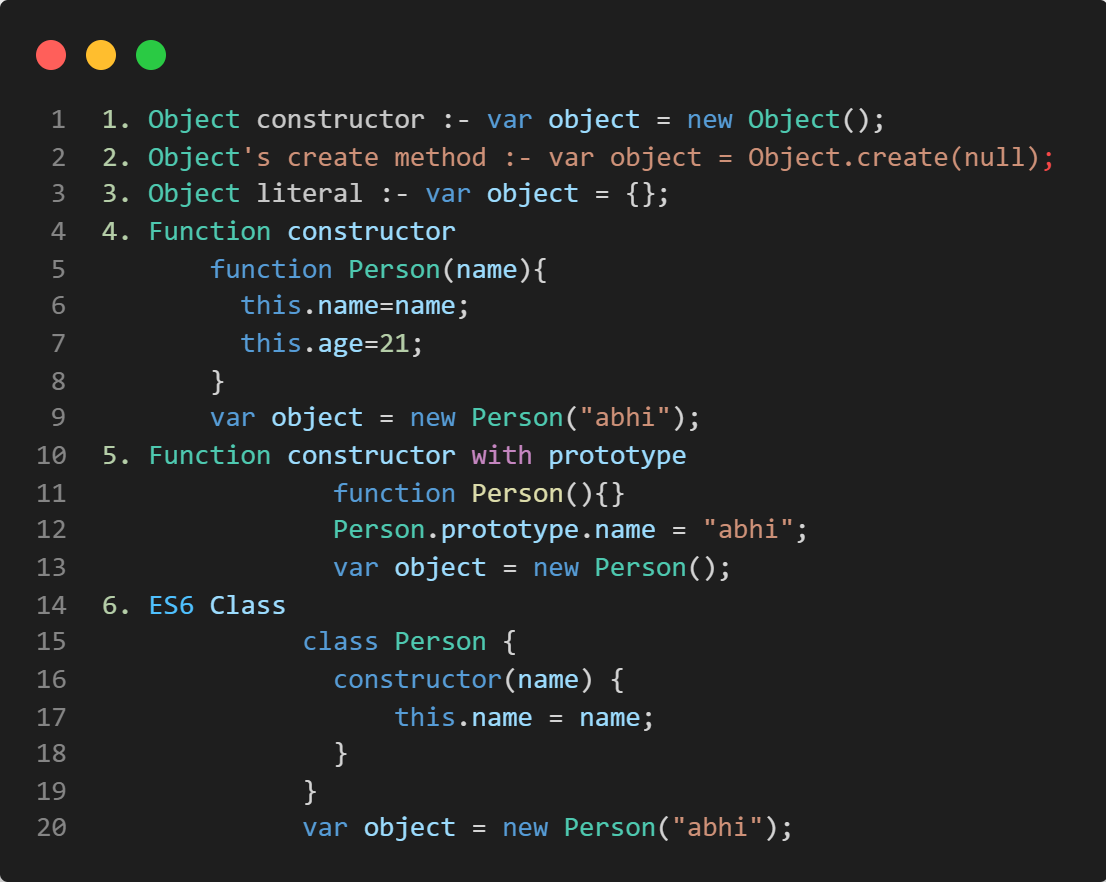 1 1. Object constructor :- var object = new Object();
2 2. Object's create method :- var object = Object.create(null);
3 3. Object literal :- var object = {};
4 4. Function constructor
5 function Person(name){
6 this.name=name;
7 this.age=21;
8 }
9 var object = new Person("abhi");
10 5. Function constructor with prototype
11 function Person(){}
12 Person.prototype.name = "abhi";
13 var object = new Person();
14 6. ES6 Class
15 class Person {
16 constructor(name) {
17 this.name = name;
18 }
19 }
20 var object = new Person("abhi");